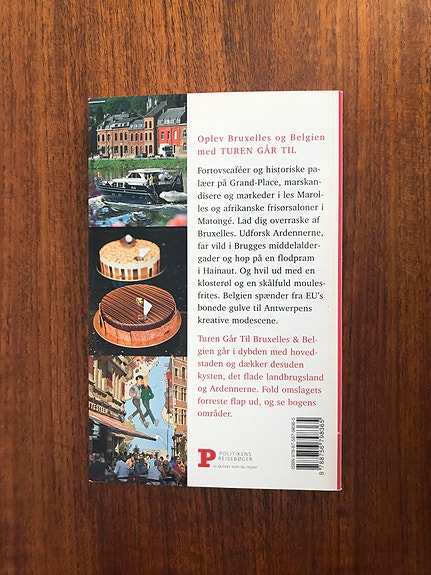 Oplev Bruxelles og Belgien
med TUREN GÅR TIL
Fortovscaféer og historiske pa-
læer på Grand-Place, marskan-
disere og markeder i les Marol-
les og afrikanske frisørsaloner i
Matongé. Lad dig overraske af
Bruxelles. Udforsk Ardennerne,
far vild i Brugges middelalder-
gader og hop på en flodpram
i Hainaut. Og hvil ud med en
klosterøl og en skålfuld moules-
frites. Belgien spænder fra EU's
bonede gulve til Antwerpens
kreative modescene.
Turen Går Til Bruxelles & Bel-
gien går i dybden med hoved-
staden og dækker desuden
kysten, det flade landbrugsland
og Ardennerne. Fold omslagets
forreste flap ud, og se bogens
områder.
P
POLITIKENS
REJSEBØGER
vi skriver som du rejser